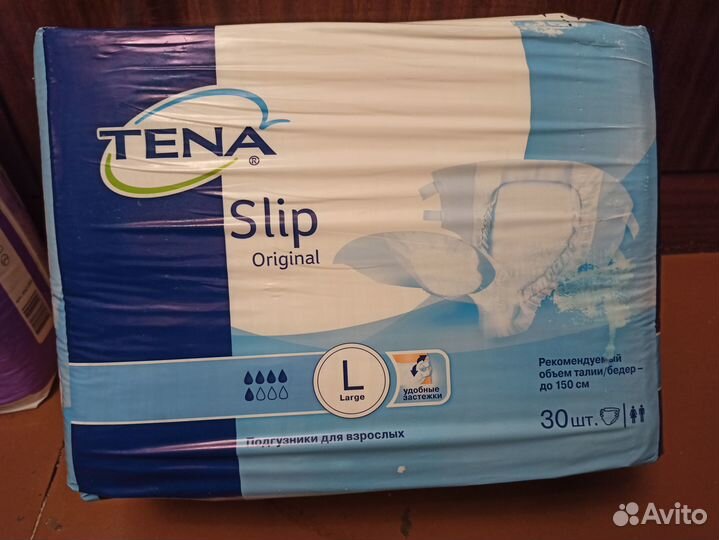 TENA
®
Slip
Original
L
Large
удобные
застежки
Рекомендуемый
объем талии/бедер –
до 150 см
30 шт.
Подгузники для взрослых
Avito